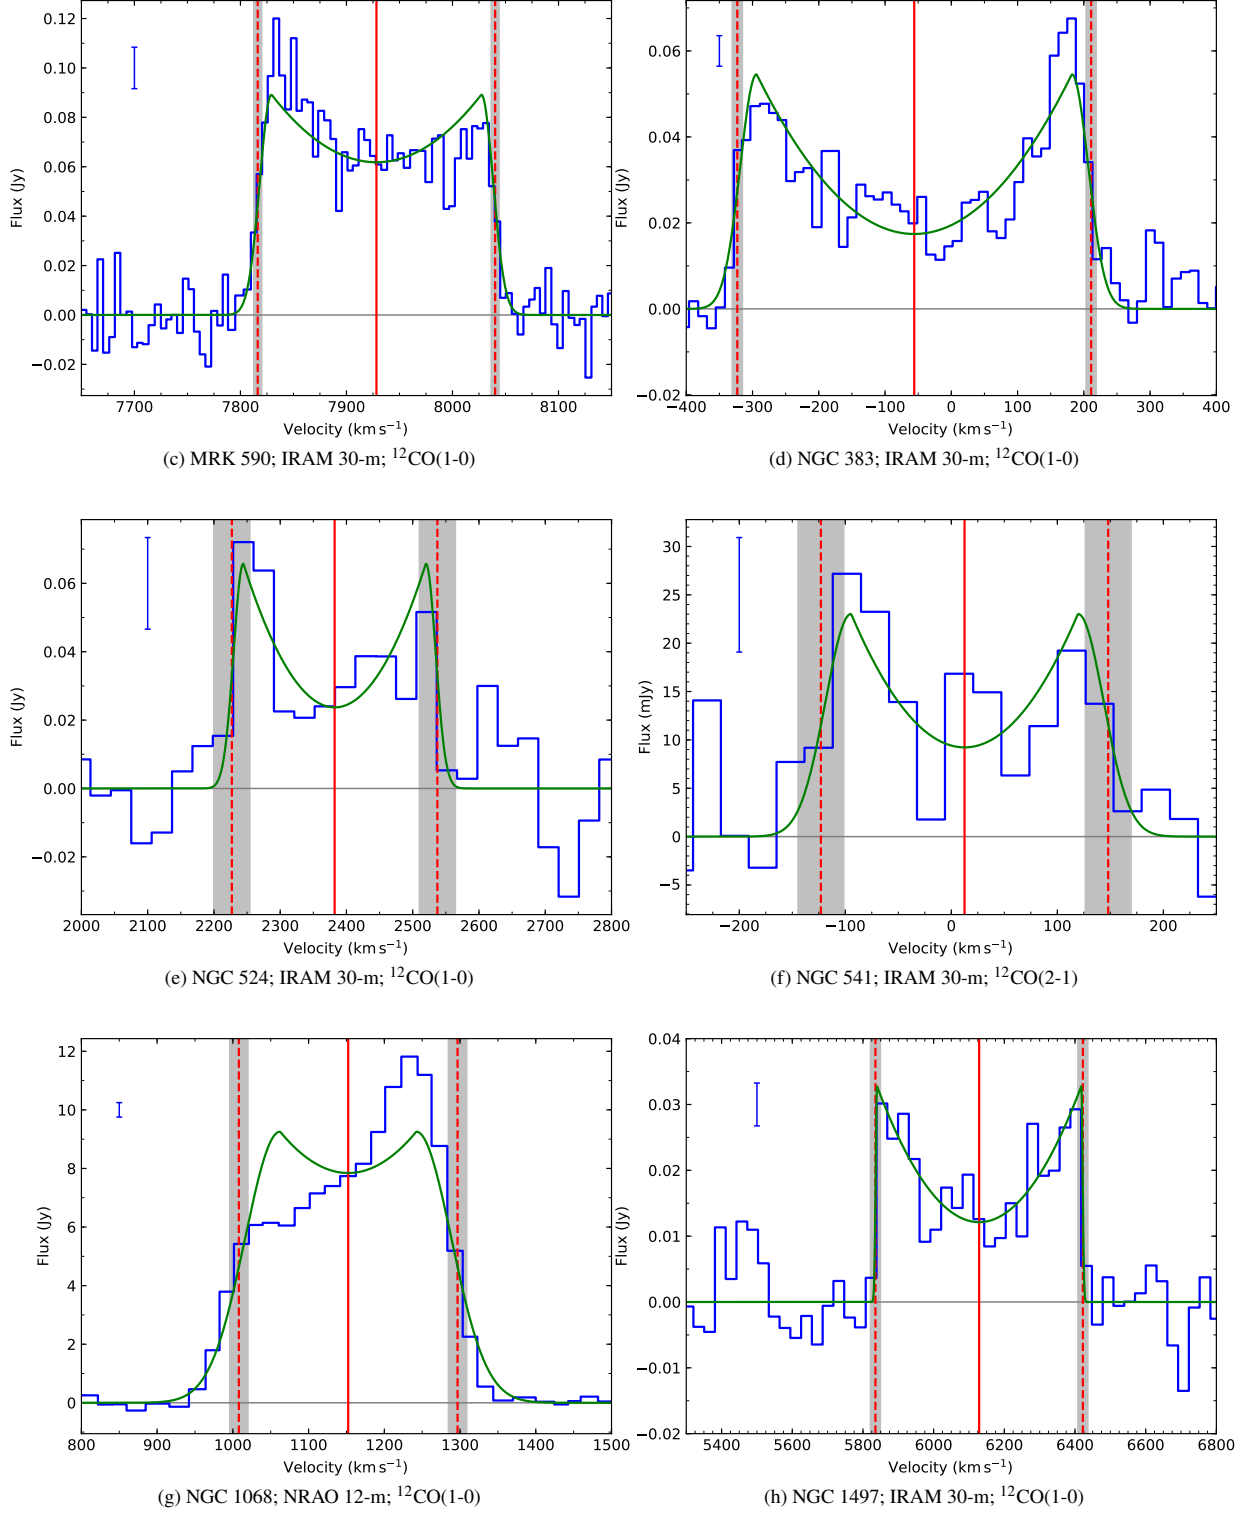 0.12
0.10
0.08
0.06
0.04
0.02
0.00
−0.02
Flux (Jy)
7700 7800 7900 8000 8100
Velocity (km s⁻¹)
(c) MRK 590; IRAM 30-m; ¹²CO(1-0)
0.06
0.04
0.02
0.00
−0.02
Flux (Jy)
−400 −300 −200 −100 0 100 200 300 400
Velocity (km s⁻¹)
(d) NGC 383; IRAM 30-m; ¹²CO(1-0)
0.06
0.04
0.02
0.00
−0.02
Flux (Jy)
2000 2100 2200 2300 2400 2500 2600 2700 2800
Velocity (km s⁻¹)
(e) NGC 524; IRAM 30-m; ¹²CO(1-0)
30
25
20
15
10
5
0
−5
Flux (mJy)
−200 −100 0 100 200
Velocity (km s⁻¹)
(f) NGC 541; IRAM 30-m; ¹²CO(2-1)
12
10
8
6
4
2
0
Flux (Jy)
800 900 1000 1100 1200 1300 1400 1500
Velocity (km s⁻¹)
(g) NGC 1068; NRAO 12-m; ¹²CO(1-0)
0.04
0.03
0.02
0.01
0.00
−0.01
−0.02
Flux (Jy)
5400 5600 5800 6000 6200 6400 6600 6800
Velocity (km s⁻¹)
(h) NGC 1497; IRAM 30-m; ¹²CO(1-0)